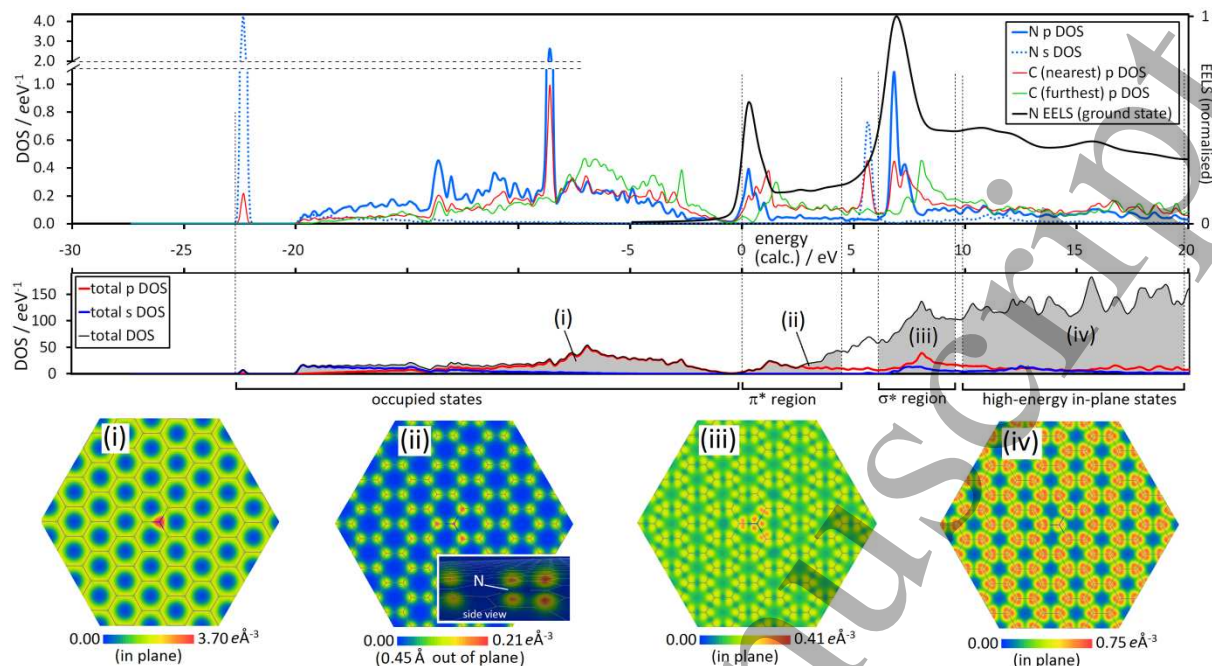 4.0
3.0
2.0
1.0
0.8
0.6
0.4
0.2
0.0
DOS / eeV-1
N p DOS
N s DOS
C (nearest) p DOS
C (furthest) p DOS
N EELS (ground state)
1
EELS (normalised)
0
-30 -20 -5 0 5 10 15 20
energy
(calc.) / eV
150
100
50
0
DOS / eeV-1
total p DOS
total s DOS
total DOS
(i)
(ii)
(iii)
(iv)
occupied states
π* region
σ* region
high-energy in-plane states
(i)
(ii)
(iii)
(iv)
N
side view
0.00 3.70 eÅ-3
(in plane)
0.00 0.21 eÅ-3
(0.45 Å out of plane)
0.00 0.41 eÅ-3
(in plane)
0.00 0.75 eÅ-3
(in plane)
uscript